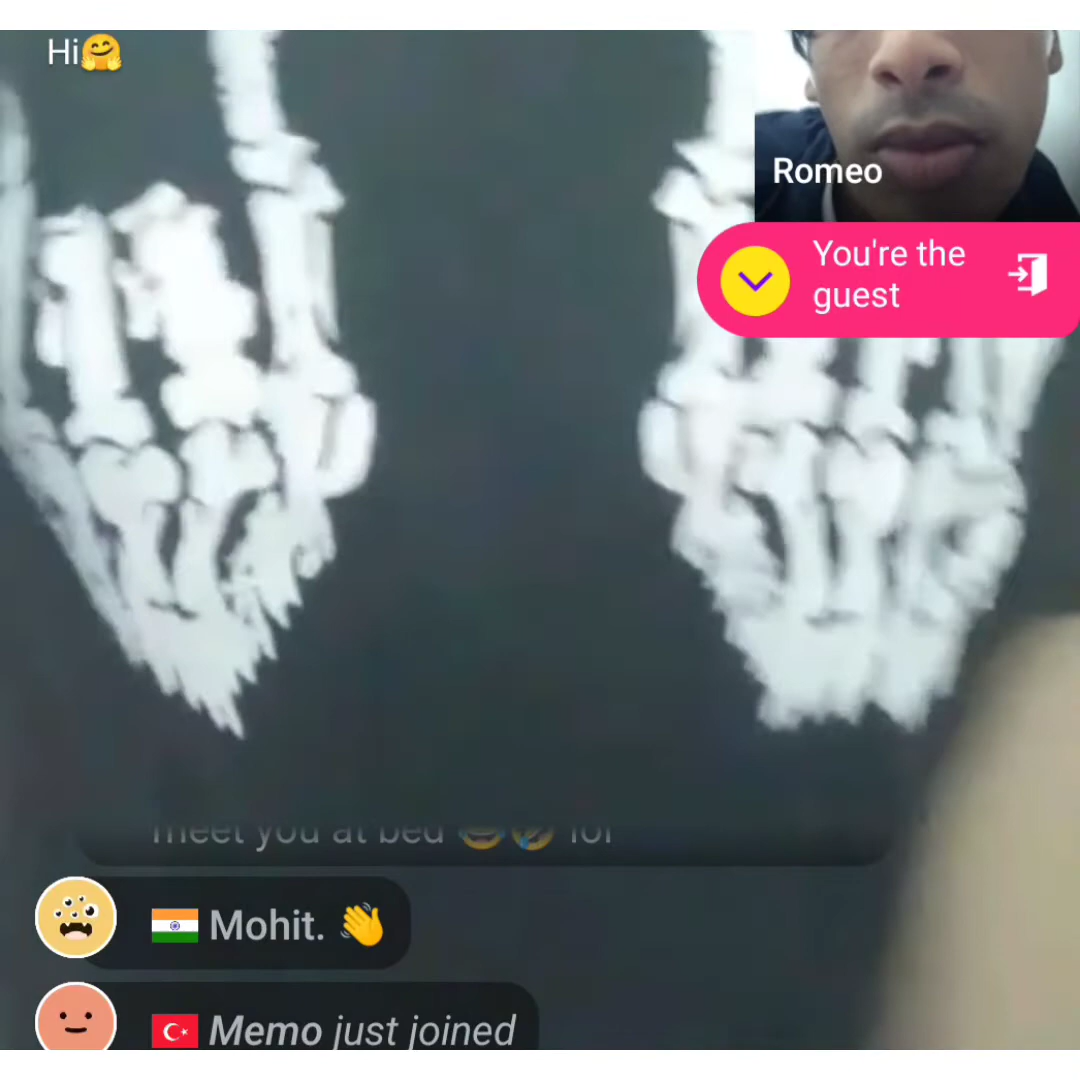 Hi🤗
Romeo
You're the
guest
meet you at bed 😂🤣 lol
Mohit. 👋
Memo just joined